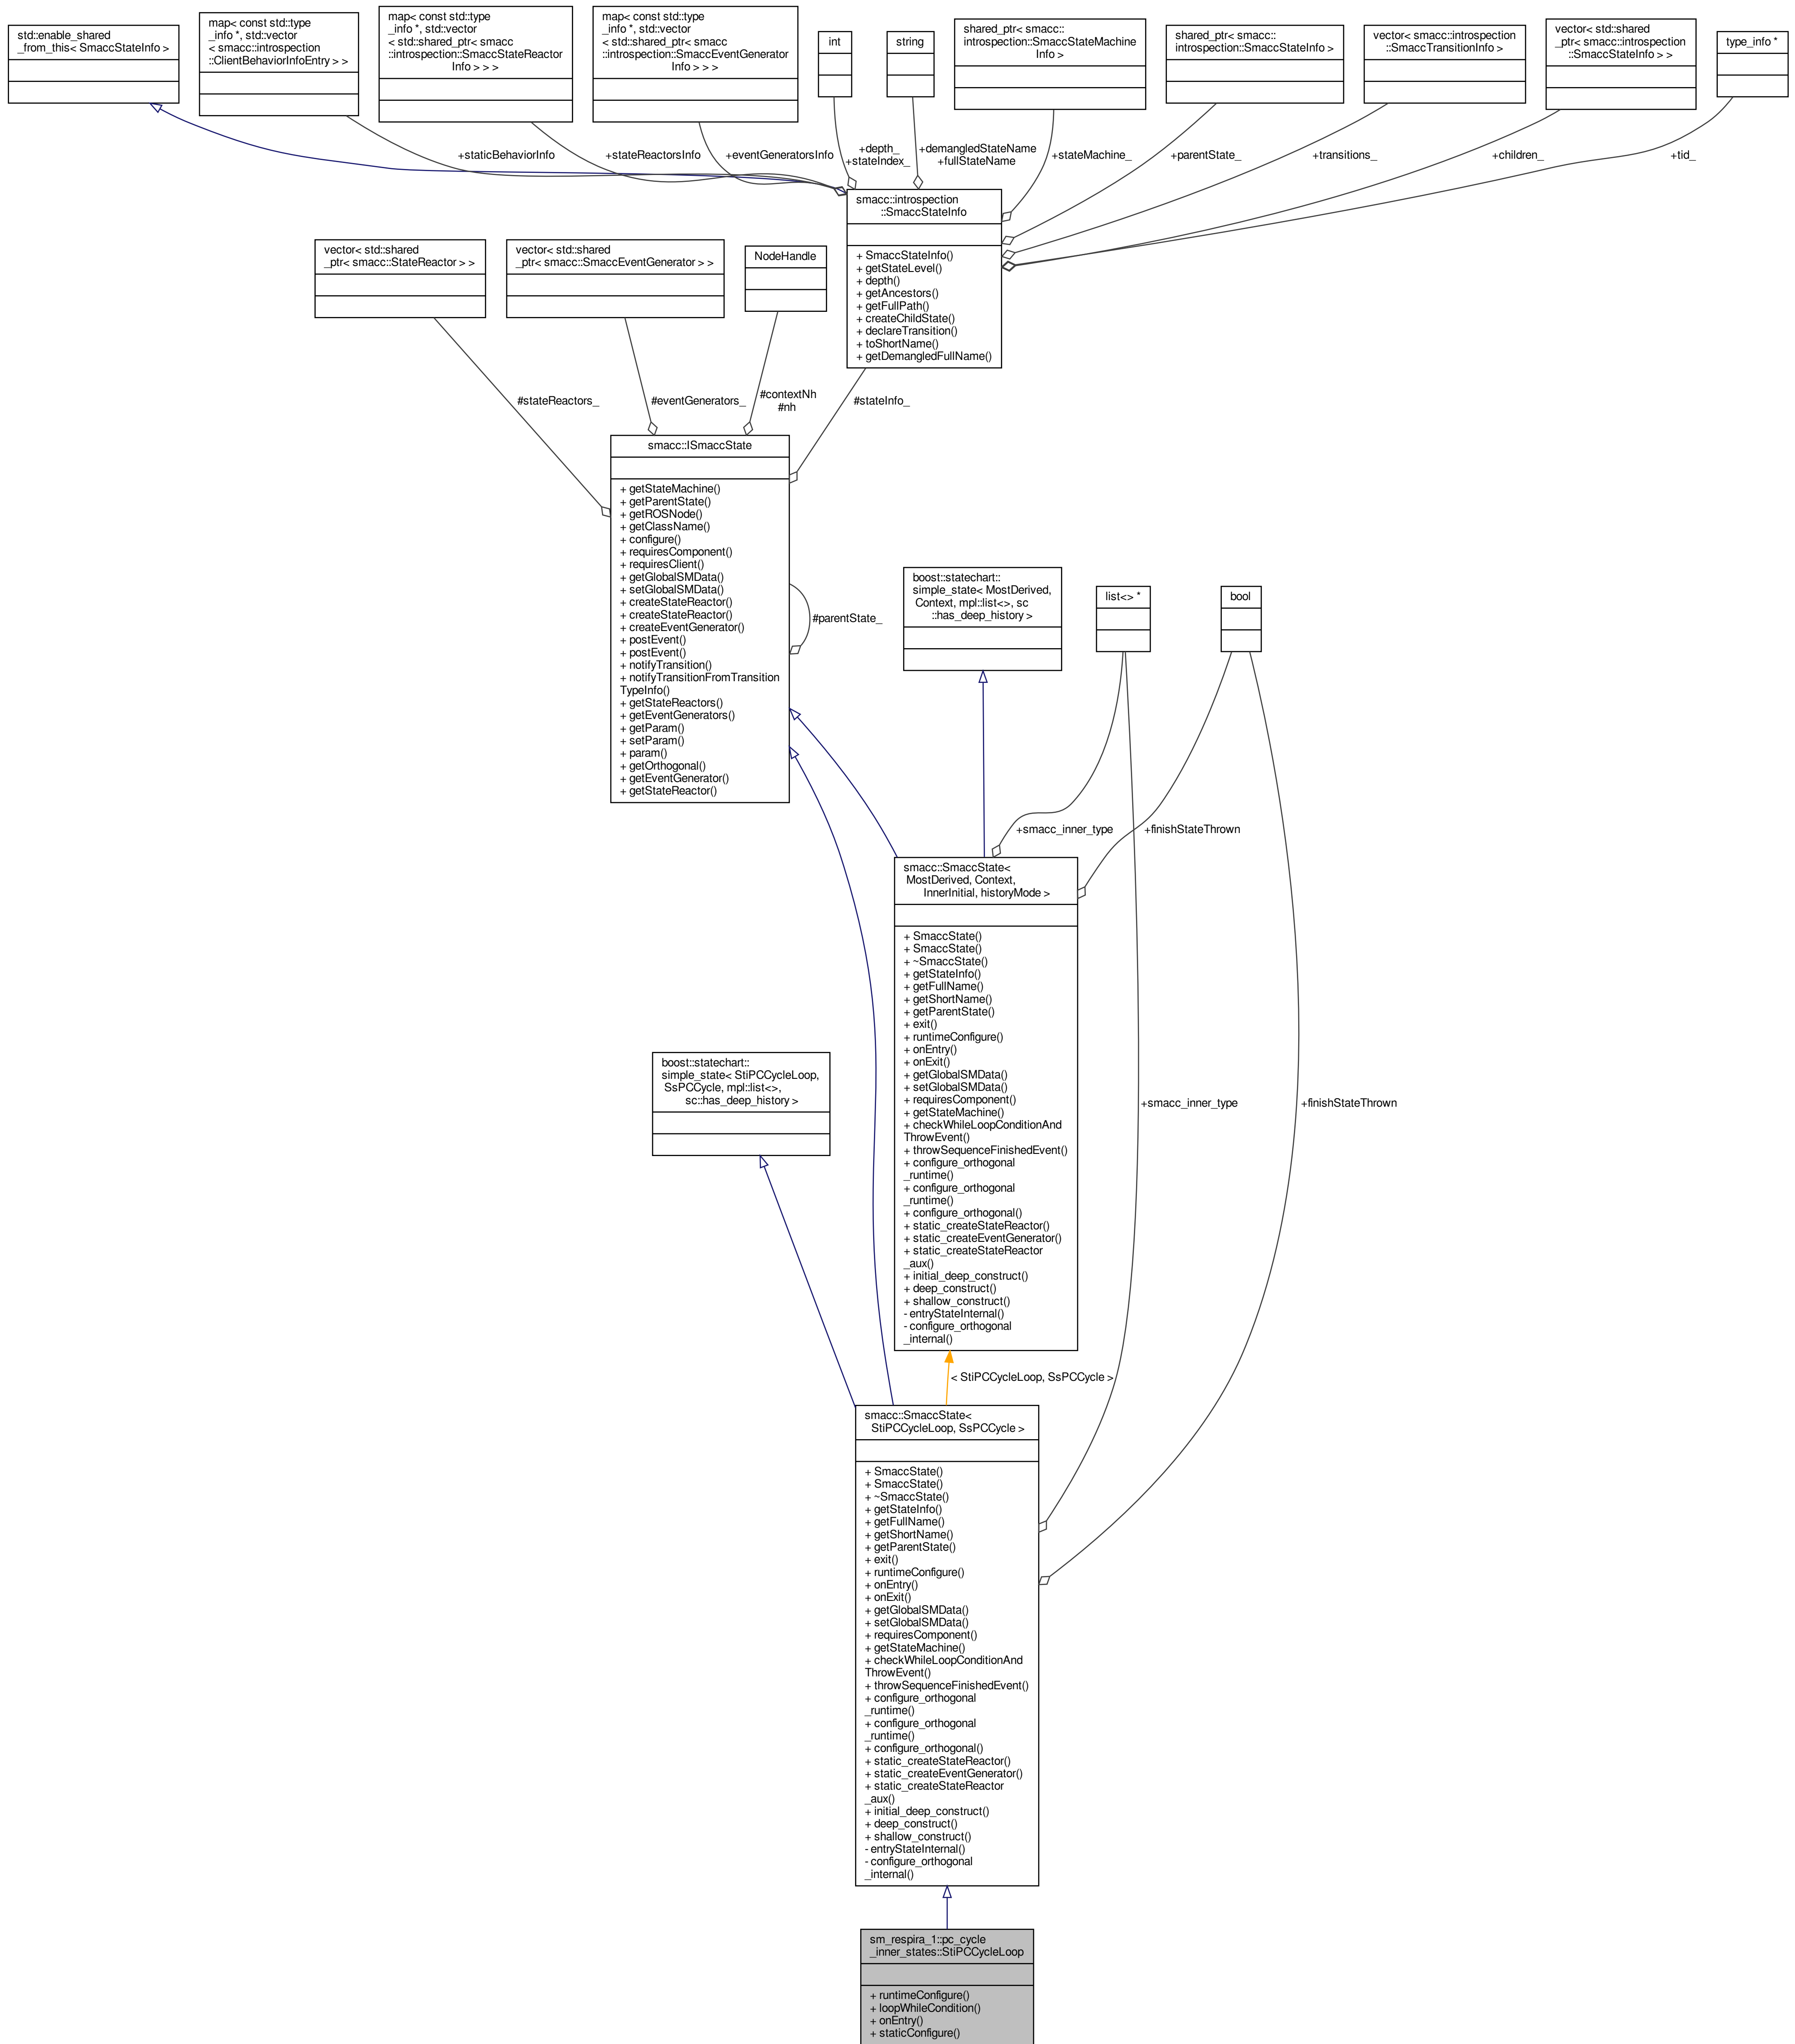 std::enable_shared
_from_this< SmaccStateInfo >
map< const std::type
_info *, std::vector
< smacc::introspection
::ClientBehaviorInfoEntry > >
map< const std::type
_info *, std::vector
< std::shared_ptr< smacc
::introspection::SmaccStateReactor
Info > > >
map< const std::type
_info *, std::vector
< std::shared_ptr< smacc
::introspection::SmaccEventGenerator
Info > > >
int
string
shared_ptr< smacc::
introspection::SmaccStateMachine
Info >
shared_ptr< smacc::
introspection::SmaccStateInfo >
vector< smacc::introspection
::SmaccTransitionInfo >
vector< std::shared
_ptr< smacc::introspection
::SmaccStateInfo > >
type_info *
+staticBehaviorInfo
+stateReactorsInfo
+eventGeneratorsInfo
+depth_
+stateIndex_
+demangledStateName
+fullStateName
+stateMachine_
+parentState_
+transitions_
+children_
+tid_
smacc::introspection
::SmaccStateInfo
+ SmaccStateInfo()
+ getStateLevel()
+ depth()
+ getAncestors()
+ getFullPath()
+ createChildState()
+ declareTransition()
+ toShortName()
+ getDemangledFullName()
vector< std::shared
_ptr< smacc::StateReactor > >
vector< std::shared
_ptr< smacc::SmaccEventGenerator > >
NodeHandle
#stateReactors_
#eventGenerators_
#contextNh
#nh
#stateInfo_
smacc::ISmaccState
+ getStateMachine()
+ getParentState()
+ getROSNode()
+ getClassName()
+ configure()
+ requiresComponent()
+ requiresClient()
+ getGlobalSMData()
+ setGlobalSMData()
+ createStateReactor()
+ createStateReactor()
+ createEventGenerator()
+ postEvent()
+ postEvent()
+ notifyTransition()
+ notifyTransitionFromTransition
TypeInfo()
+ getStateReactors()
+ getEventGenerators()
+ getParam()
+ setParam()
+ param()
+ getOrthogonal()
+ getEventGenerator()
+ getStateReactor()
#parentState_
boost::statechart::
simple_state< MostDerived,
Context, mpl::list<>, sc
::has_deep_history >
list<> *
bool
+smacc_inner_type
+finishStateThrown
smacc::SmaccState<
MostDerived, Context,
InnerInitial, historyMode >
+ SmaccState()
+ SmaccState()
+ ~SmaccState()
+ getStateInfo()
+ getFullName()
+ getShortName()
+ getParentState()
+ exit()
+ runtimeConfigure()
+ onEntry()
+ onExit()
+ getGlobalSMData()
+ setGlobalSMData()
+ requiresComponent()
+ getStateMachine()
+ checkWhileLoopConditionAnd
ThrowEvent()
+ throwSequenceFinishedEvent()
+ configure_orthogonal
_runtime()
+ configure_orthogonal
_runtime()
+ configure_orthogonal()
+ static_createStateReactor()
+ static_createEventGenerator()
+ static_createStateReactor
_aux()
+ initial_deep_construct()
+ deep_construct()
+ shallow_construct()
- entryStateInternal()
- configure_orthogonal
_internal()
boost::statechart::
simple_state< StiPCCycleLoop,
SsPCCycle, mpl::list<>,
sc::has_deep_history >
+smacc_inner_type
+finishStateThrown
< StiPCCycleLoop, SsPCCycle >
smacc::SmaccState<
StiPCCycleLoop, SsPCCycle >
+ SmaccState()
+ SmaccState()
+ ~SmaccState()
+ getStateInfo()
+ getFullName()
+ getShortName()
+ getParentState()
+ exit()
+ runtimeConfigure()
+ onEntry()
+ onExit()
+ getGlobalSMData()
+ setGlobalSMData()
+ requiresComponent()
+ getStateMachine()
+ checkWhileLoopConditionAnd
ThrowEvent()
+ throwSequenceFinishedEvent()
+ configure_orthogonal
_runtime()
+ configure_orthogonal
_runtime()
+ configure_orthogonal()
+ static_createStateReactor()
+ static_createEventGenerator()
+ static_createStateReactor
_aux()
+ initial_deep_construct()
+ deep_construct()
+ shallow_construct()
- entryStateInternal()
- configure_orthogonal
_internal()
sm_respira_1::pc_cycle
_inner_states::StiPCCycleLoop
+ runtimeConfigure()
+ loopWhileCondition()
+ onEntry()
+ staticConfigure()